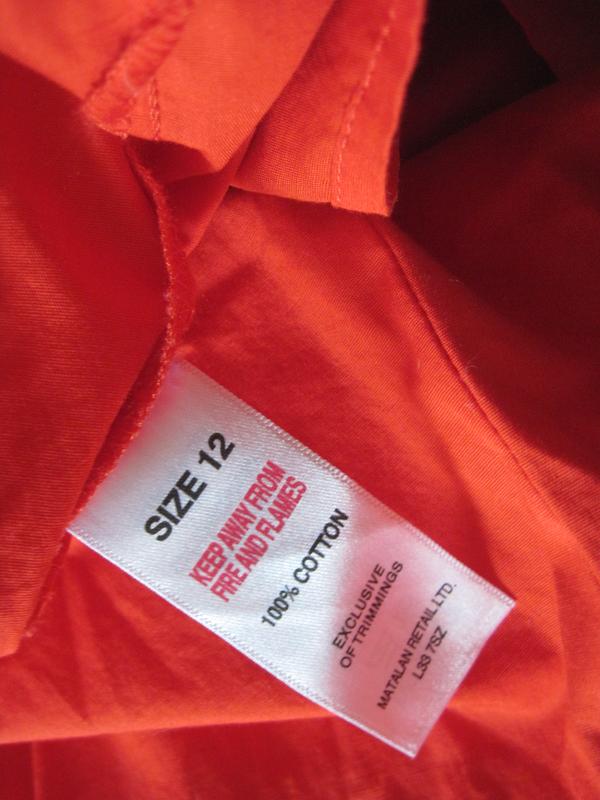 SIZE 12
KEEP AWAY FROM
FIRE AND FLAMES
100% COTTON
EXCLUSIVE
OF TRIMMINGS
MATALAN RETAIL LTD.
L33 7SZ